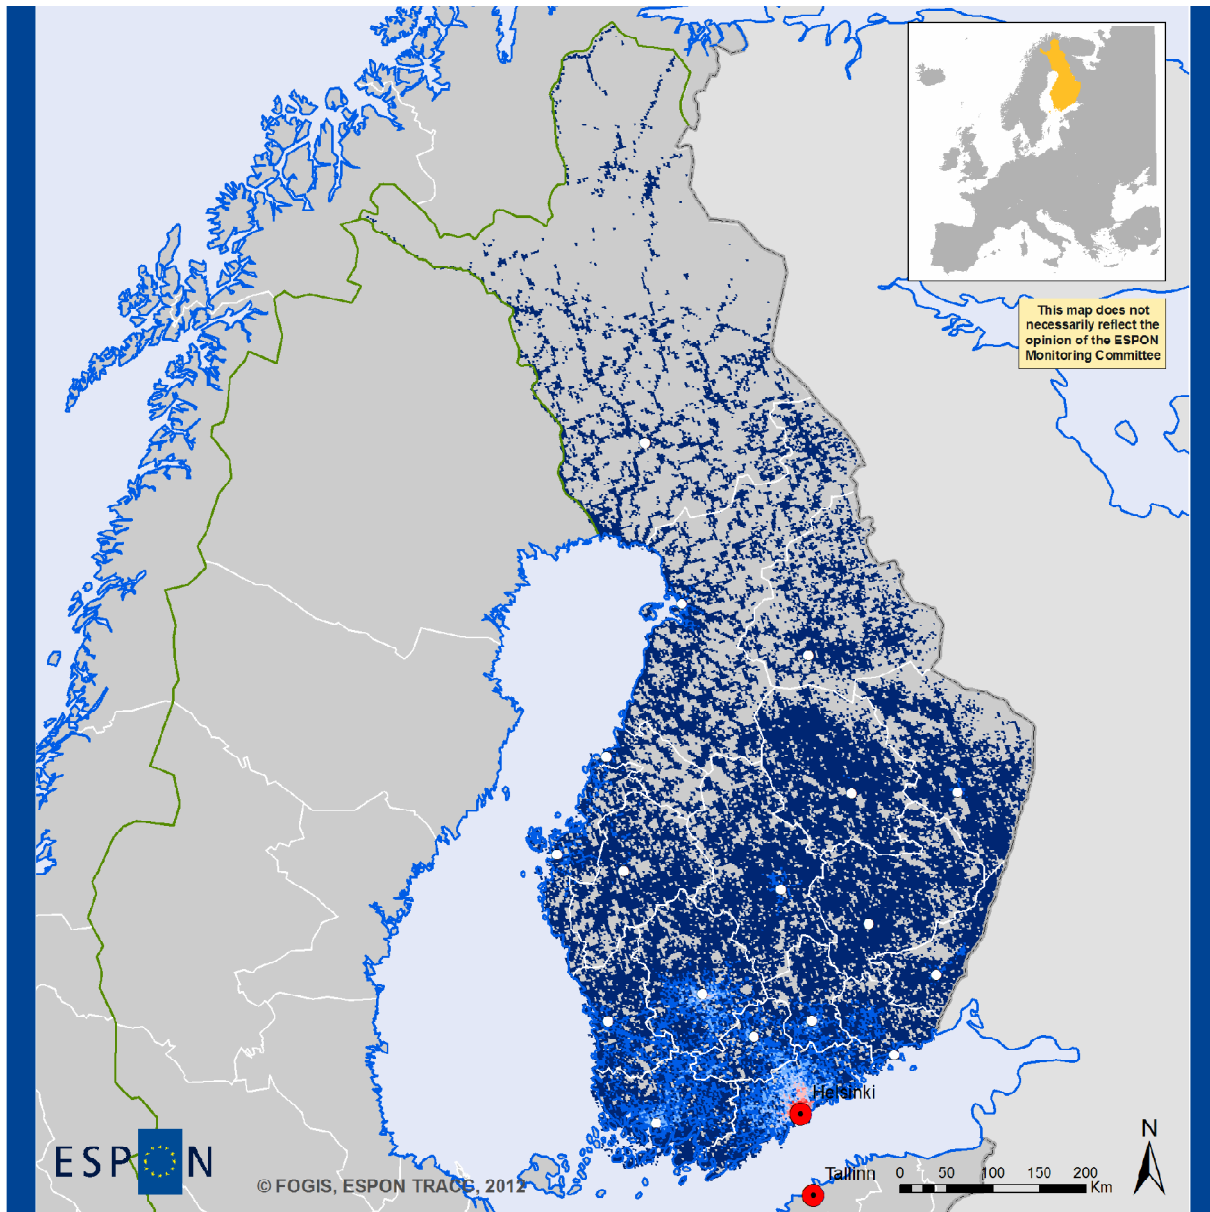 This map does not
necessarily reflect the
opinion of the ESPON
Monitoring Committee
Helsinki
Tallinn
N
0 50 100 150 200
Km
ESPON
© FOGIS, ESPON TRACC, 2012